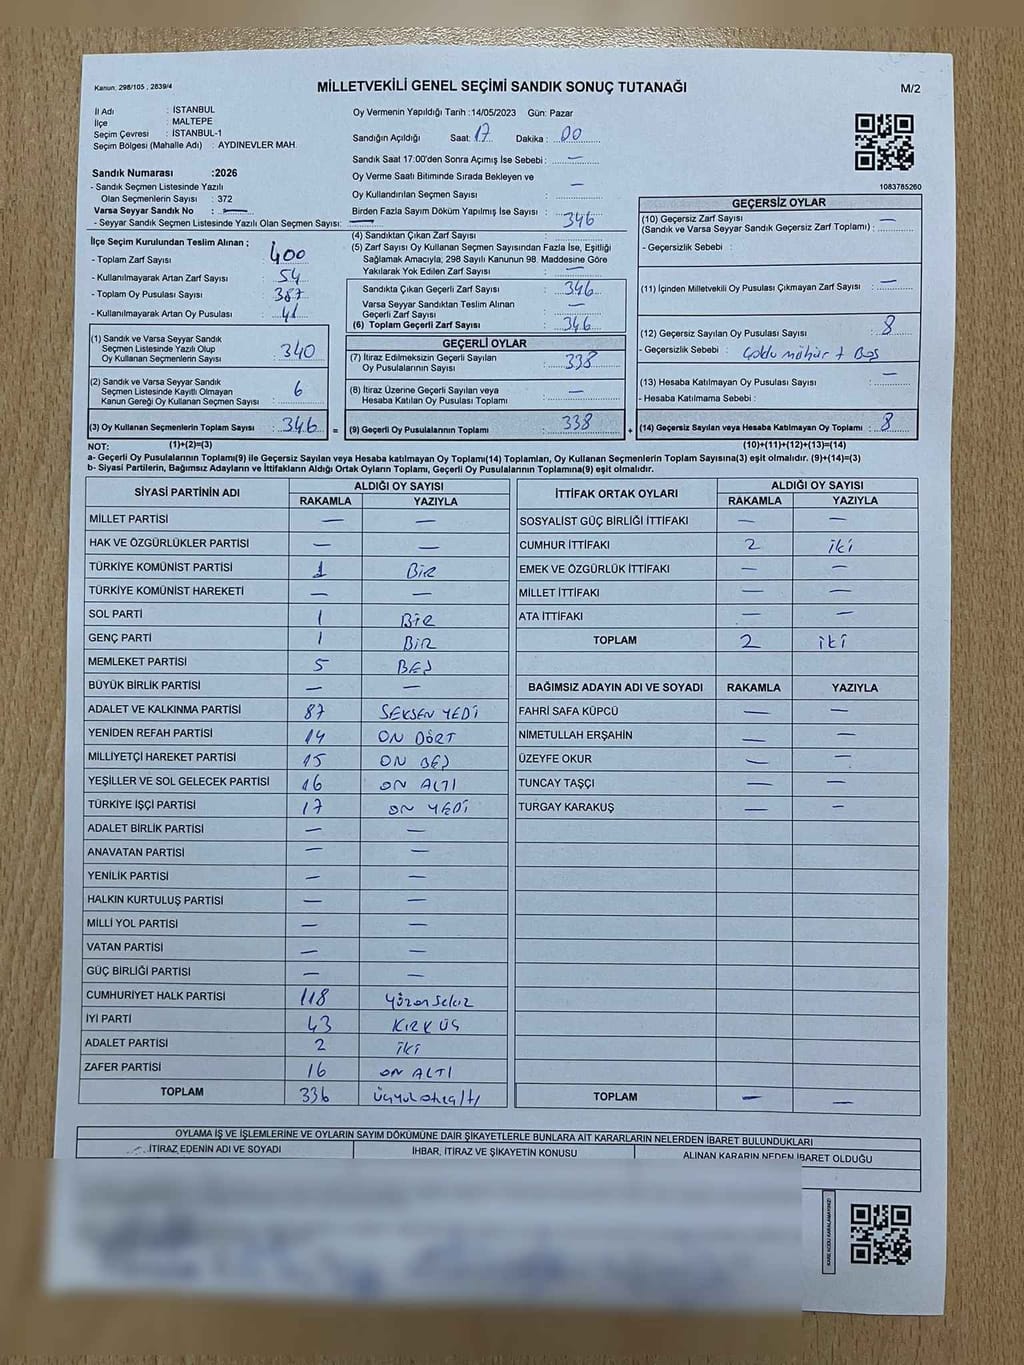 Kanun, 298/105 , 2839/4
MİLLETVEKİLİ GENEL SEÇİMİ SANDIK SONUÇ TUTANAĞI
M/2
İl Adı : İSTANBUL
İlçe : MALTEPE
Seçim Çevresi : İSTANBUL-1
Seçim Bölgesi (Mahalle Adı) : AYDINEVLER MAH.
Sandık Numarası :2026
- Sandık Seçmen Listesinde Yazılı
Olan Seçmenlerin Sayısı : 372
Varsa Seyyar Sandık No : —
- Seyyar Sandık Seçmen Listesinde Yazılı Olan Seçmen Sayısı: —
Oy Vermenin Yapıldığı Tarih :14/05/2023 Gün: Pazar
Sandığın Açıldığı Saat: 17 Dakika : 00
Sandık Saat 17.00'den Sonra Açımış İse Sebebi : —
Oy Verme Saati Bitiminde Sırada Bekleyen ve
Oy Kullandırılan Seçmen Sayısı —
Birden Fazla Sayım Döküm Yapılmış İse Sayısı :
1083785260
İlçe Seçim Kurulundan Teslim Alınan ;
- Toplam Zarf Sayısı : 400
- Kullanılmayarak Artan Zarf Sayısı : 54
- Toplam Oy Pusulası Sayısı : 387
- Kullanılmayarak Artan Oy Pusulası : 41
(1) Sandık ve Varsa Seyyar Sandık
Seçmen Listesinde Yazılı Olup
Oy Kullanan Seçmenlerin Sayısı : 340
(2) Sandık ve Varsa Seyyar Sandık
Seçmen Listesinde Kayıtlı Olmayan
Kanun Gereği Oy Kullanan Seçmen Sayısı : 6
(3) Oy Kullanan Seçmenlerin Toplam Sayısı : 346
(4) Sandıktan Çıkan Zarf Sayısı : 346
(5) Zarf Sayısı Oy Kullanan Seçmen Sayısından Fazla İse, Eşitliği
Sağlamak Amacıyla; 298 Sayılı Kanunun 98. Maddesine Göre
Yakılarak Yok Edilen Zarf Sayısı : —
Sandıkta Çıkan Geçerli Zarf Sayısı : 346
Varsa Seyyar Sandıktan Teslim Alınan
Geçerli Zarf Sayısı :
(6) Toplam Geçerli Zarf Sayısı : 346
GEÇERLİ OYLAR
(7) İtiraz Edilmeksizin Geçerli Sayılan
Oy Pusulalarının Sayısı : 338
(8) İtiraz Üzerine Geçerli Sayılan veya
Hesaba Katılan Oy Pusulası Toplamı : —
= (9) Geçerli Oy Pusulalarının Toplamı : 338 +
GEÇERSİZ OYLAR
(10) Geçersiz Zarf Sayısı
(Sandık ve Varsa Seyyar Sandık Geçersiz Zarf Toplamı) : —
- Geçersizlik Sebebi :
(11) İçinden Milletvekili Oy Pusulası Çıkmayan Zarf Sayısı : —
(12) Geçersiz Sayılan Oy Pusulası Sayısı : 8
- Geçersizlik Sebebi : Çoklu mühür + Boş
(13) Hesaba Katılmayan Oy Pusulası Sayısı : —
- Hesaba Katılmama Sebebi :
(14) Geçersiz Sayılan veya Hesaba Katılmayan Oy Toplamı : 8
NOT: (1)+(2)=(3) (10)+(11)+(12)+(13)=(14)
a- Geçerli Oy Pusulalarının Toplamı(9) ile Geçersiz Sayılan veya Hesaba katılmayan Oy Toplamı(14) Toplamları, Oy Kullanan Seçmenlerin Toplam Sayısına(3) eşit olmalıdır. (9)+(14)=(3)
b- Siyasi Partilerin, Bağımsız Adayların ve İttifakların Aldığı Ortak Oyların Toplamı, Geçerli Oy Pusulalarının Toplamına(9) eşit olmalıdır.
SİYASİ PARTİNİN ADI ALDIĞI OY SAYISI
RAKAMLA YAZIYLA
MİLLET PARTİSİ — —
HAK VE ÖZGÜRLÜKLER PARTİSİ — —
TÜRKİYE KOMÜNİST PARTİSİ 1 BİR
TÜRKİYE KOMÜNİST HAREKETİ — —
SOL PARTİ 1 BİR
GENÇ PARTİ 1 BİR
MEMLEKET PARTİSİ 5 BEŞ
BÜYÜK BİRLİK PARTİSİ — —
ADALET VE KALKINMA PARTİSİ 87 SEKSEN YEDİ
YENİDEN REFAH PARTİSİ 14 ON DÖRT
MİLLİYETÇİ HAREKET PARTİSİ 15 ON BEŞ
YEŞİLLER VE SOL GELECEK PARTİSİ 16 ON ALTI
TÜRKİYE İŞÇİ PARTİSİ 17 ON YEDİ
ADALET BİRLİK PARTİSİ — —
ANAVATAN PARTİSİ — —
YENİLİK PARTİSİ — —
HALKIN KURTULUŞ PARTİSİ — —
MİLLİ YOL PARTİSİ — —
VATAN PARTİSİ — —
GÜÇ BİRLİĞİ PARTİSİ — —
CUMHURİYET HALK PARTİSİ 118 yüzonsekiz
İYİ PARTİ 43 KIRK ÜÇ
ADALET PARTİSİ 2 İKİ
ZAFER PARTİSİ 16 ON ALTI
TOPLAM 336 üçyüzotuzaltı
İTTİFAK ORTAK OYLARI ALDIĞI OY SAYISI
RAKAMLA YAZIYLA
SOSYALİST GÜÇ BİRLİĞİ İTTİFAKI — —
CUMHUR İTTİFAKI 2 iki
EMEK VE ÖZGÜRLÜK İTTİFAKI — —
MİLLET İTTİFAKI — —
ATA İTTİFAKI — —
TOPLAM 2 iki
BAĞIMSIZ ADAYIN ADI VE SOYADI RAKAMLA YAZIYLA
FAHRİ SAFA KÜPCÜ — —
NİMETULLAH ERŞAHİN — —
ÜZEYFE OKUR — —
TUNCAY TAŞÇI — —
TURGAY KARAKUŞ — —
TOPLAM — —
OYLAMA İŞ VE İŞLEMLERİNE VE OYLARIN SAYIM DÖKÜMÜNE DAİR ŞİKAYETLERLE BUNLARA AİT KARARLARIN NELERDEN İBARET BULUNDUKLARI
İTİRAZ EDENİN ADI VE SOYADI İHBAR, İTİRAZ VE ŞİKAYETİN KONUSU ALINAN KARARIN NEDEN İBARET OLDUĞU
KARE KODU KARALAMAYINIZ!